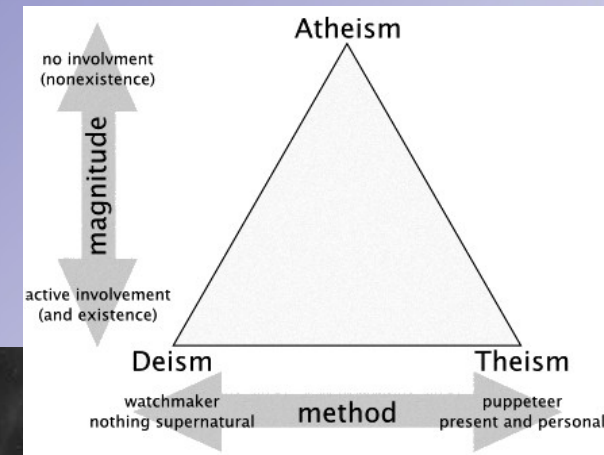 Atheism
no involvment
(nonexistence)
magnitude
active involvement
(and existence)
Deism
Theism
watchmaker
nothing supernatural
method
puppeteer
present and personal